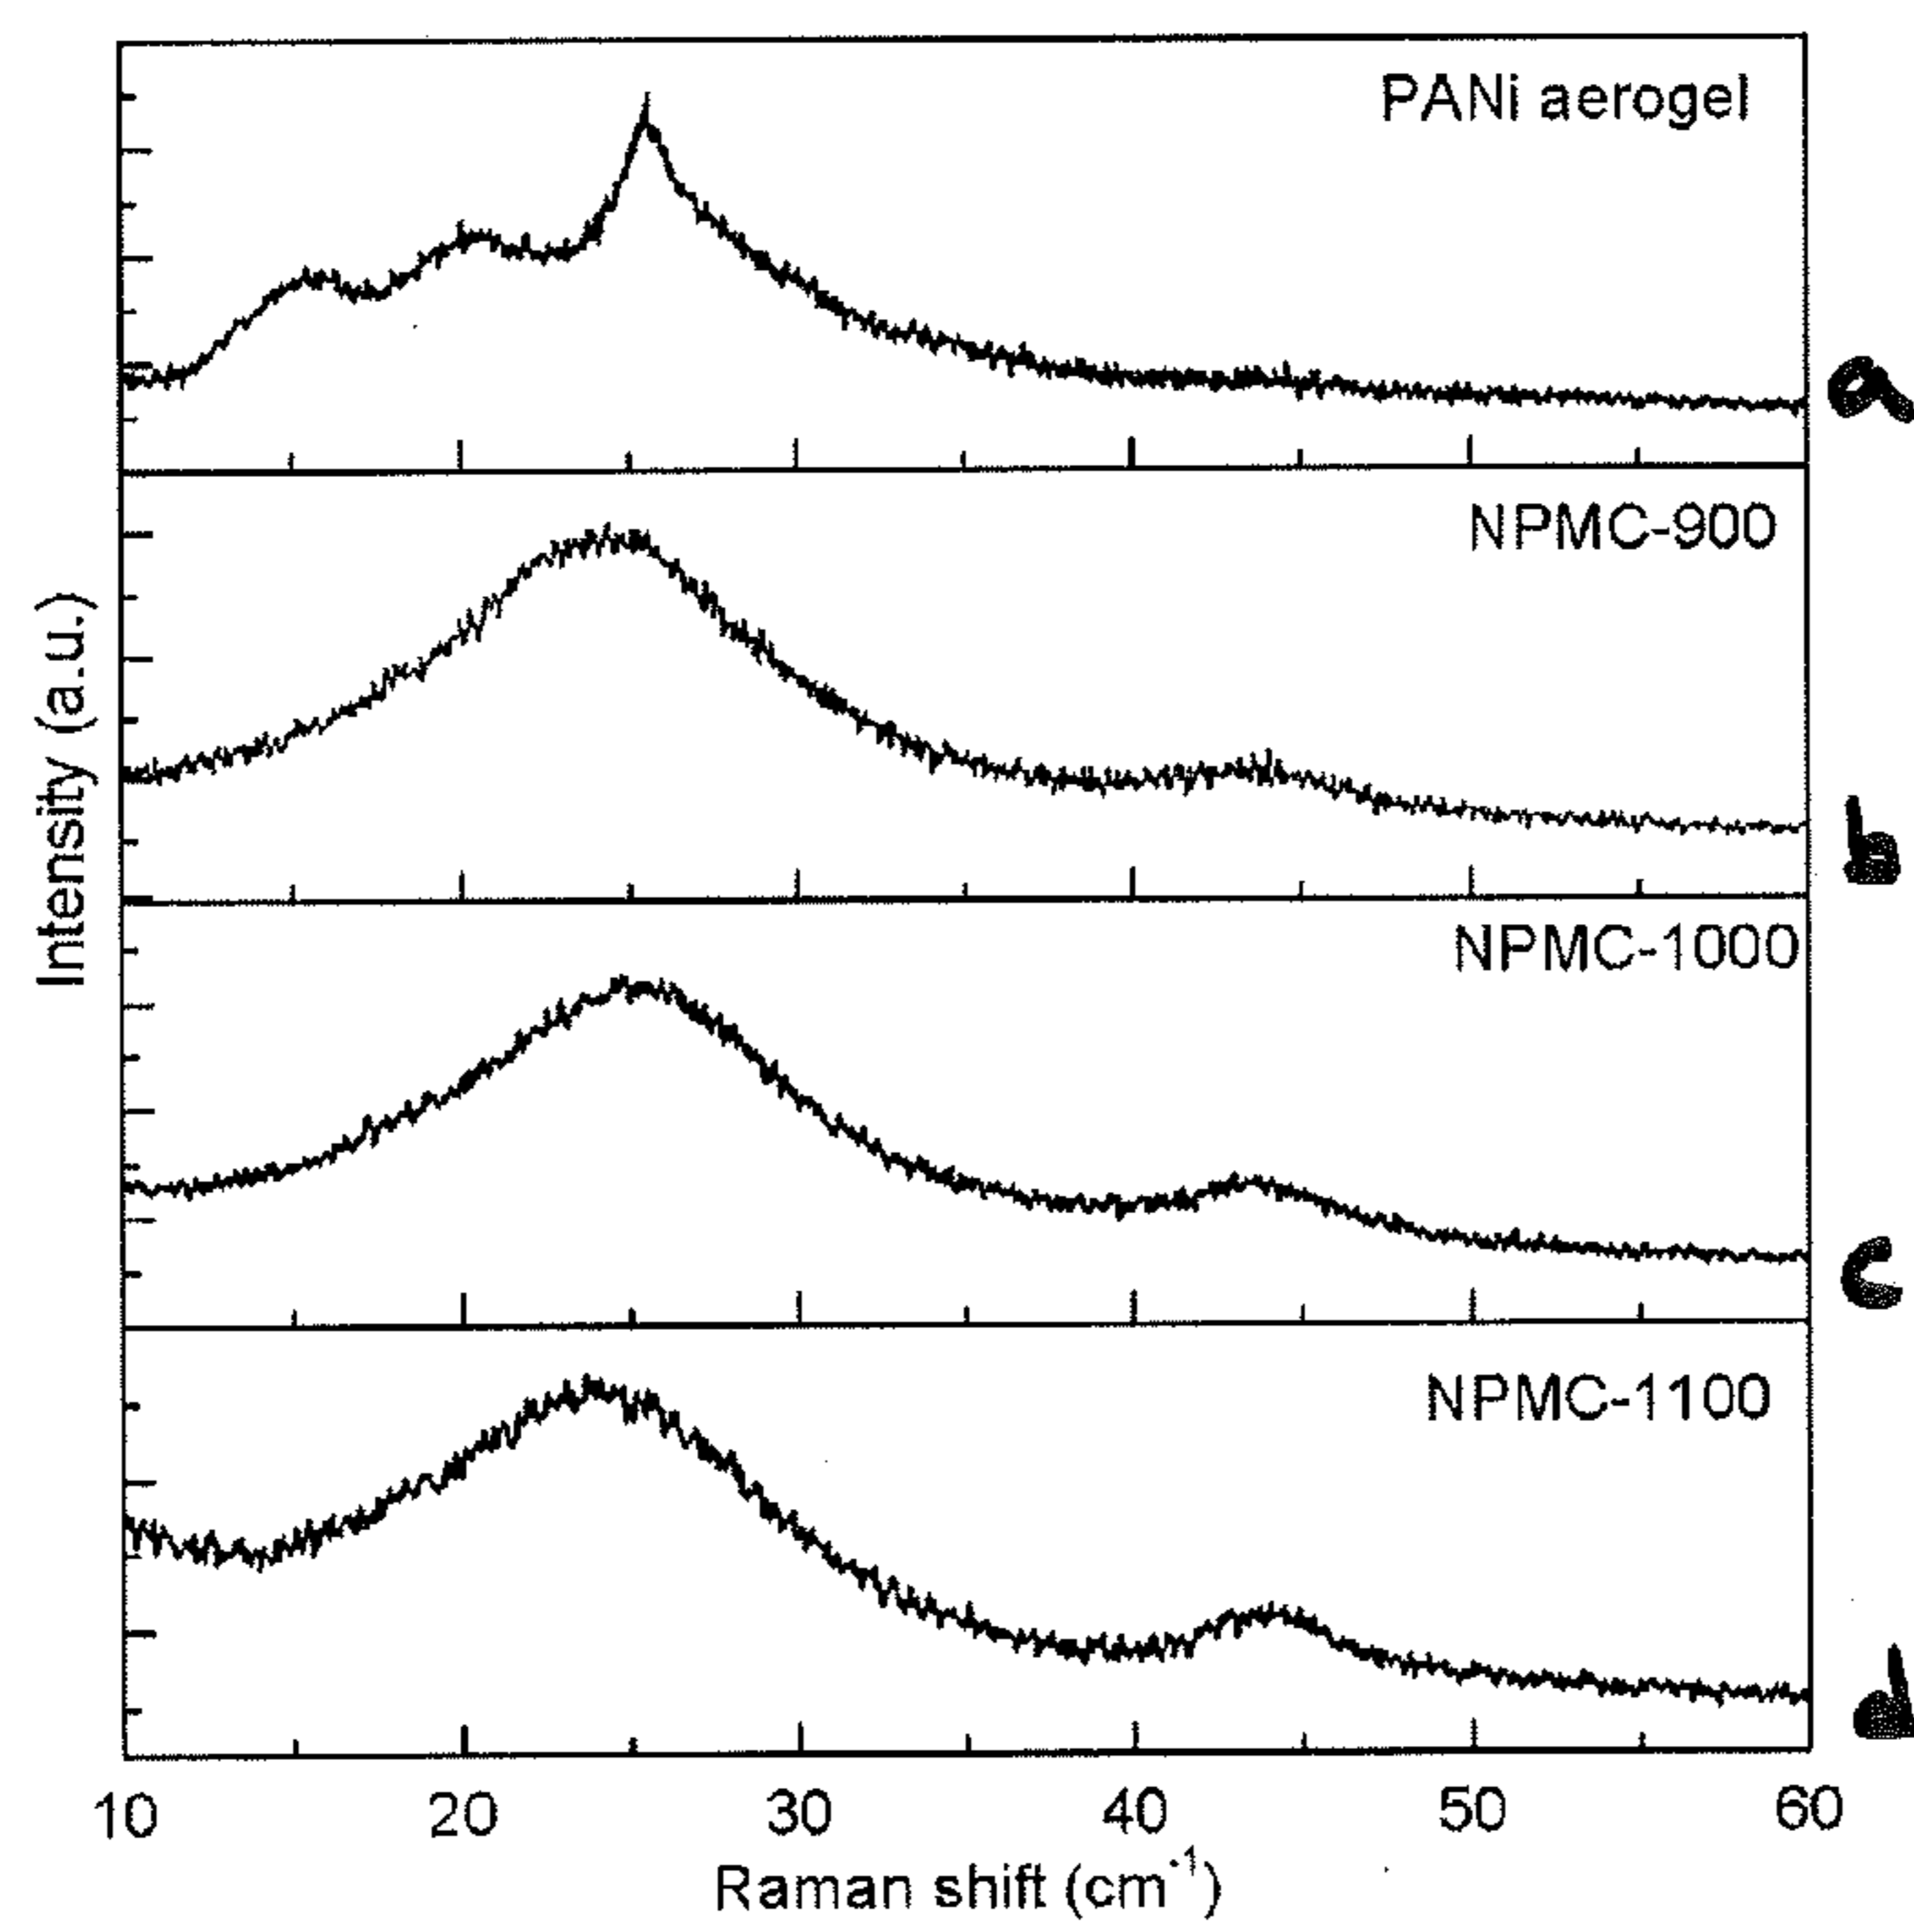 PANi aerogel
a
NPMC-900
b
NPMC-1000
c
NPMC-1100
d
Intensity (a.u.)
10 20 30 40 50 60
Raman shift (cm⁻¹)